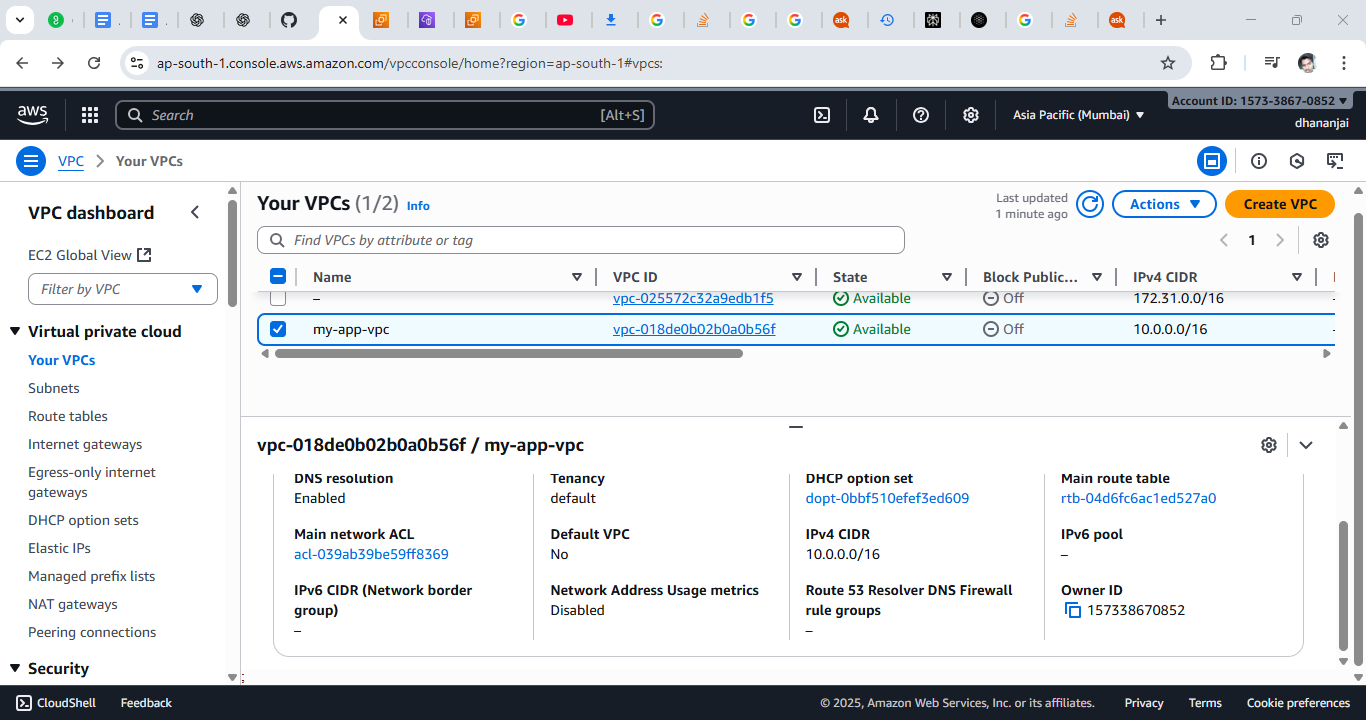 ap-south-1.console.aws.amazon.com/vpcconsole/home?region=ap-south-1#vpcs:
aws
Search [Alt+S]
Asia Pacific (Mumbai)
Account ID: 1573-3867-0852
dhananjai
VPC > Your VPCs
VPC dashboard
EC2 Global View
Filter by VPC
Virtual private cloud
Your VPCs
Subnets
Route tables
Internet gateways
Egress-only internet
gateways
DHCP option sets
Elastic IPs
Managed prefix lists
NAT gateways
Peering connections
Security
Your VPCs (1/2) Info
Last updated
1 minute ago
Actions
Create VPC
Find VPCs by attribute or tag
1
Name VPC ID State Block Public... IPv4 CIDR
– vpc-025572c32a9edb1f5 Available Off 172.31.0.0/16
my-app-vpc vpc-018de0b02b0a0b56f Available Off 10.0.0.0/16
vpc-018de0b02b0a0b56f / my-app-vpc
DNS resolution
Enabled
Tenancy
default
DHCP option set
dopt-0bbf510efef3ed609
Main route table
rtb-04d6fc6ac1ed527a0
Main network ACL
acl-039ab39be59ff8369
Default VPC
No
IPv4 CIDR
10.0.0.0/16
IPv6 pool
–
IPv6 CIDR (Network border
group)
–
Network Address Usage metrics
Disabled
Route 53 Resolver DNS Firewall
rule groups
–
Owner ID
157338670852
;
CloudShell Feedback © 2025, Amazon Web Services, Inc. or its affiliates. Privacy Terms Cookie preferences